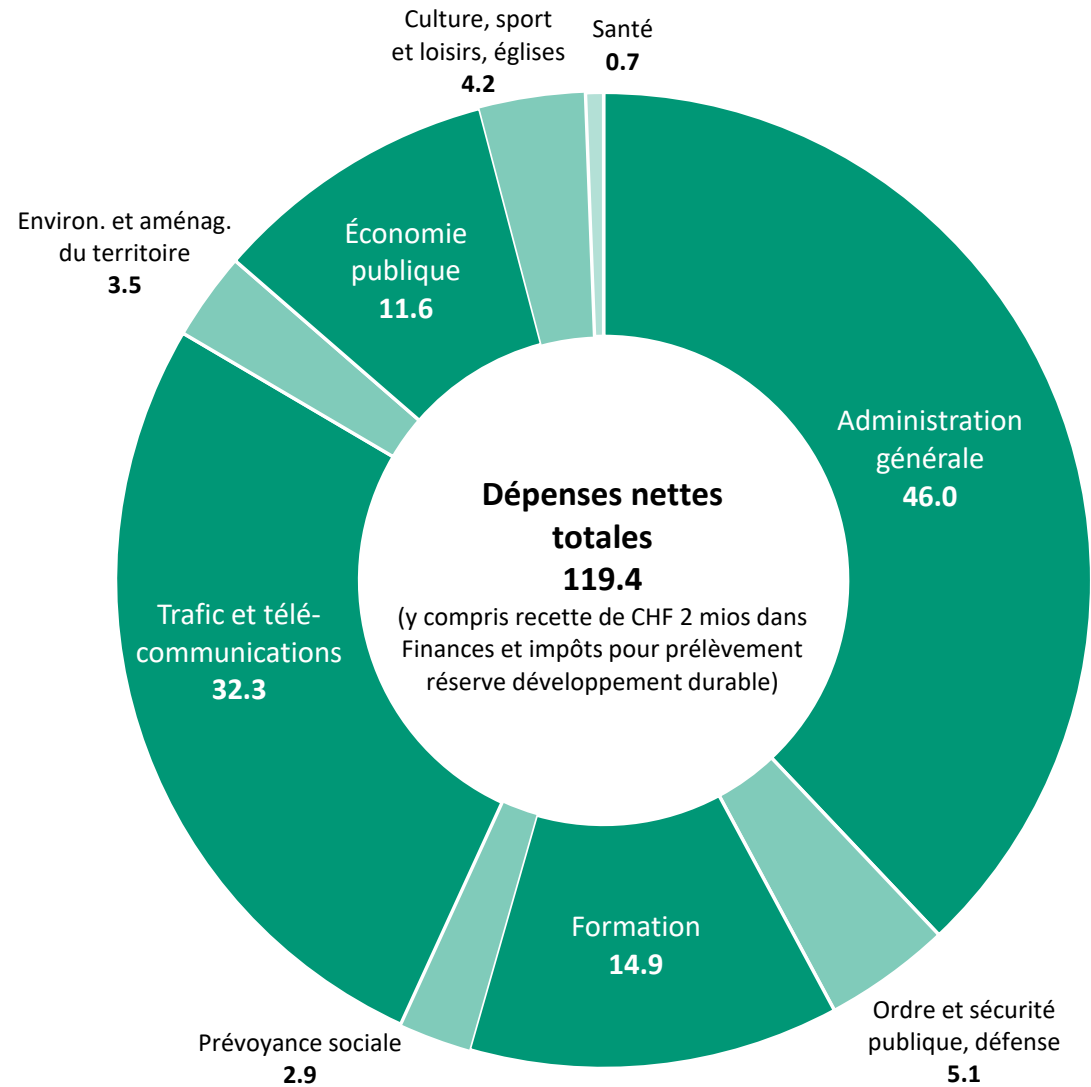 Culture, sport
et loisirs, églises
4.2
Santé
0.7
Environ. et aménag.
du territoire
3.5
Économie
publique
11.6
Administration
générale
46.0
Dépenses nettes
totales
119.4
(y compris recette de CHF 2 mios dans
Finances et impôts pour prélèvement
réserve développement durable)
Trafic et télé-
communications
32.3
Formation
14.9
Ordre et sécurité
publique, défense
5.1
Prévoyance sociale
2.9